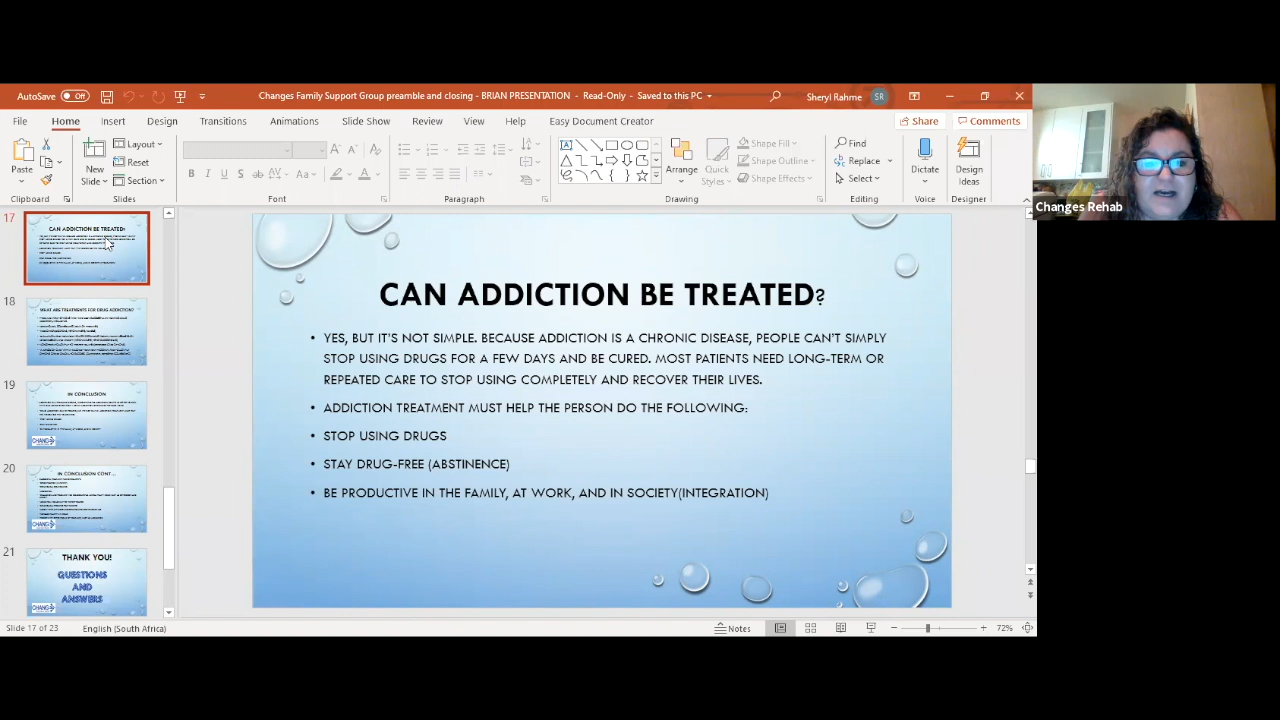 AutoSave Off
Changes Family Support Group preamble and closing - BRIAN PRESENTATION - Read-Only - Saved to this PC
Sheryl Rahme SR
File Home Insert Design Transitions Animations Slide Show Review View Help Easy Document Creator
Share Comments
Paste
New
Slide
Layout
Reset
Section
B I U S ab AV Aa A
Arrange
Quick
Styles
Shape Fill
Shape Outline
Shape Effects
Find
Replace
Select
Dictate
Design
Ideas
Clipboard Slides Font Paragraph Drawing Editing Voice Designer
Changes Rehab
17
CAN ADDICTION BE TREATED?
18
WHAT ARE TREATMENTS FOR DRUG ADDICTION?
19
IN CONCLUSION
20
IN CONCLUSION CONT...
21
THANK YOU!
QUESTIONS
AND
ANSWERS
CAN ADDICTION BE TREATED?
• YES, BUT IT'S NOT SIMPLE. BECAUSE ADDICTION IS A CHRONIC DISEASE, PEOPLE CAN'T SIMPLY
STOP USING DRUGS FOR A FEW DAYS AND BE CURED. MOST PATIENTS NEED LONG-TERM OR
REPEATED CARE TO STOP USING COMPLETELY AND RECOVER THEIR LIVES.
• ADDICTION TREATMENT MUST HELP THE PERSON DO THE FOLLOWING:
• STOP USING DRUGS
• STAY DRUG-FREE (ABSTINENCE)
• BE PRODUCTIVE IN THE FAMILY, AT WORK, AND IN SOCIETY(INTEGRATION)
Slide 17 of 23 English (South Africa)
Notes
72%